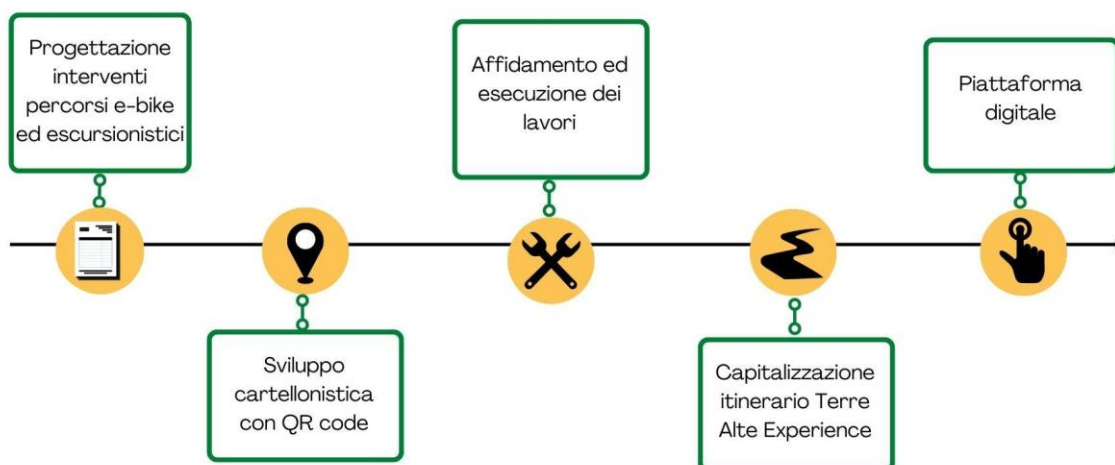 Progettazione
interventi
percorsi e-bike
ed escursionistici
Sviluppo
cartellonistica
con QR code
Affidamento ed
esecuzione dei
lavori
Capitalizzazione
itinerario Terre
Alte Experience
Piattaforma
digitale